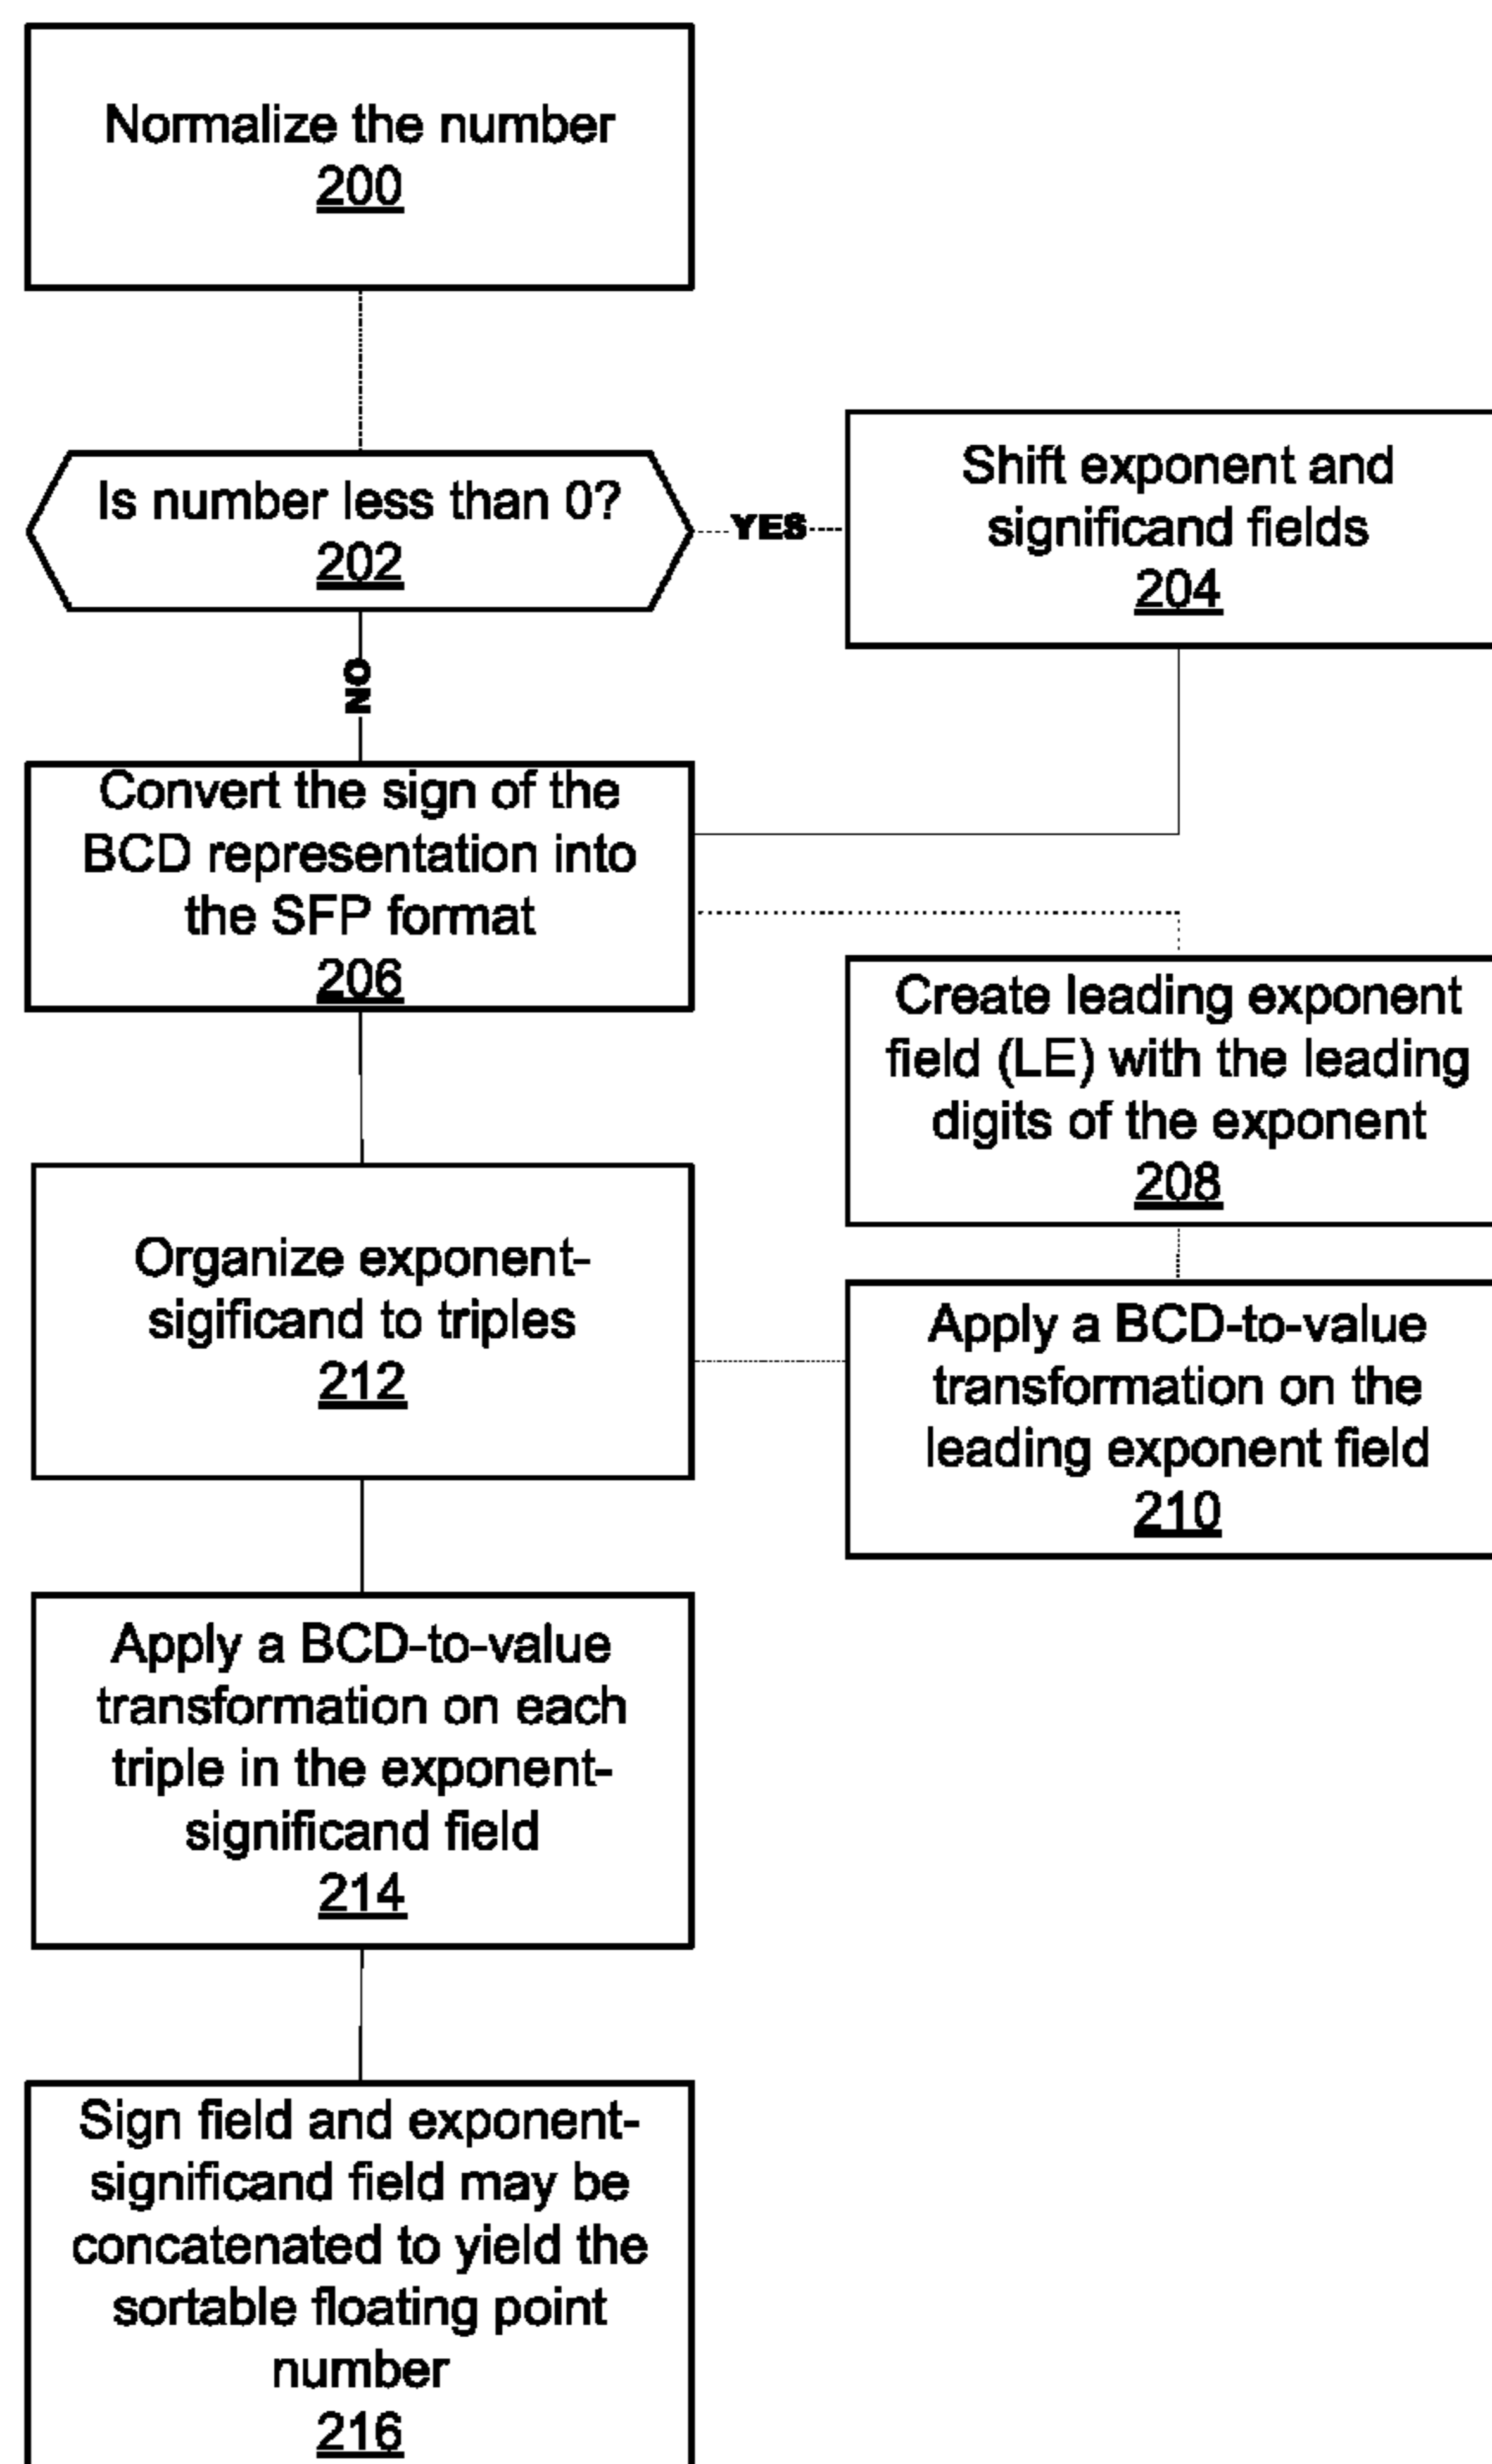 Normalize the number
200
Is number less than 0?
202
YES
Shift exponent and
significand fields
204
NO
Convert the sign of the
BCD representation into
the SFP format
206
Create leading exponent
field (LE) with the leading
digits of the exponent
208
Organize exponent-
sigificand to triples
212
Apply a BCD-to-value
transformation on the
leading exponent field
210
Apply a BCD-to-value
transformation on each
triple in the exponent-
significand field
214
Sign field and exponent-
significand field may be
concatenated to yield the
sortable floating point
number
216